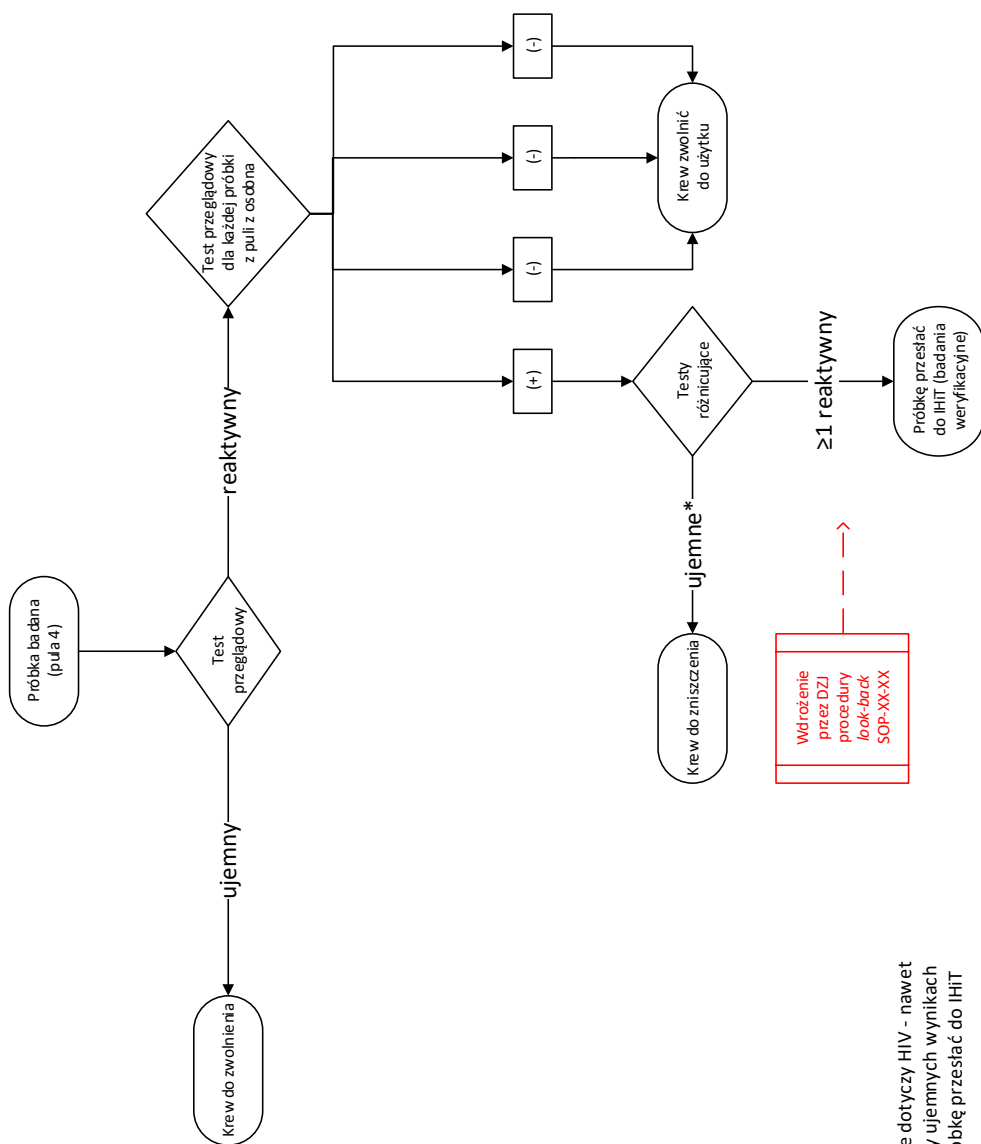 Próbka badana
(pula 4)
Test
przeglądowy
ujemny
reaktywny
Krew do zwolnienia
Test przeglądowy
dla każdej próbki
z puli z osobna
(+)
(-)
(-)
(-)
Krew zwolnić
do użytku
Testy
różnicujące
ujemne*
≥1 reaktywny
Krew do zniszczenia
Próbkę przesłać
do IHiT (badania
weryfikacyjne)
Wdrożenie
przez DZJ
procedury
look-back
SOP-XX-XX
dotyczy HIV - nawet
ujemnych wynikach
przesłać do IHiT